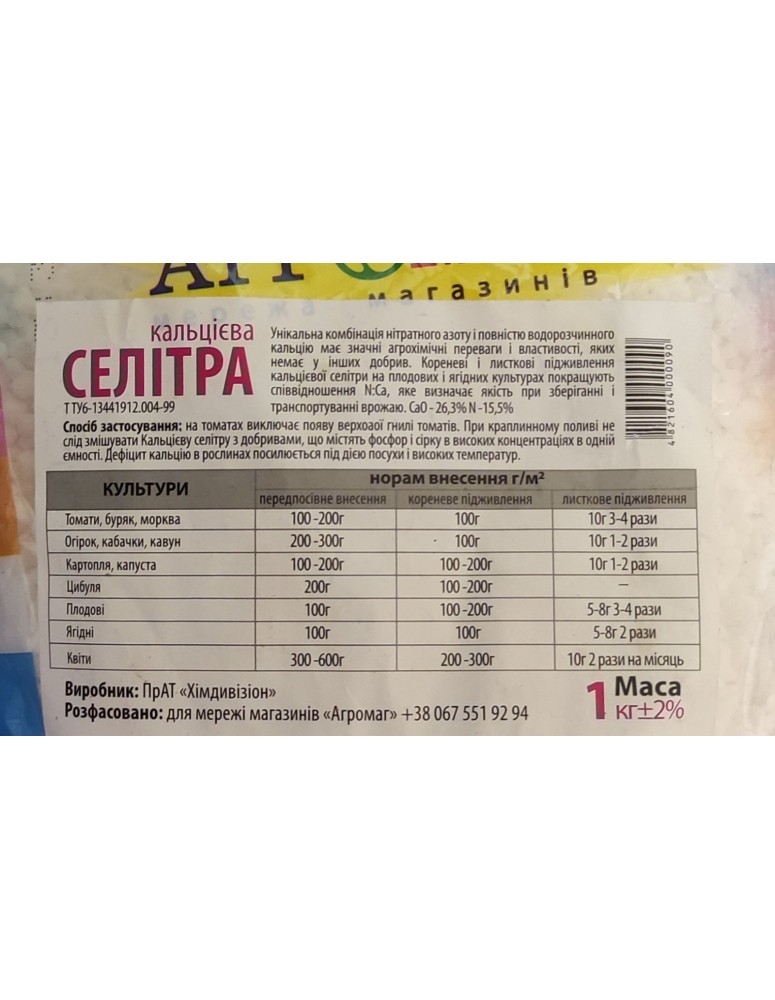 мережа магазинів
кальцієва
СЕЛІТРА
Т ТУ6-13441912.004-99
Унікальна комбінація нітратного азоту і повністю водорозчинного
кальцію має значні агрохімічні переваги і властивості, яких
немає у інших добрив. Кореневі і листкові підживлення
кальцієвої селітри на плодових і ягідних культурах покращують
співвідношення N:Ca, яке визначає якість при зберіганні і
транспортуванні врожаю. CaO - 26,3% N -15,5%
4 821604 000090
Спосіб застосування: на томатах виключає появу верхоаої гнилі томатів. При краплинному поливі не
слід змішувати Кальцієву селітру з добривами, що містять фосфор і сірку в високих концентраціях в одній
ємності. Дефіцит кальцію в рослинах посилюється під дією посухи і високих температур.
КУЛЬТУРИ норам внесення г/м²
передпосівне внесення кореневе підживлення листкове підживлення
Томати, буряк, морква 100 -200г 100г 10г 3-4 рази
Огірок, кабачки, кавун 200 -300г - 100г 10г 1-2 рази
Картопля, капуста 100 -200г 100 -200г 10г 1-2 рази
Цибуля 200г 100 -200г –
Плодові 100г 100 -200г 5-8г 3-4 рази
Ягідні 100г 100г 5-8г 2 рази
Квіти 300 -600г 200 -300г 10г 2 рази на місяць
Виробник: ПрАТ «Хімдивізіон»
Розфасовано: для мережі магазинів «Агромаг» +38 067 551 92 94
1 Маса
кг±2%